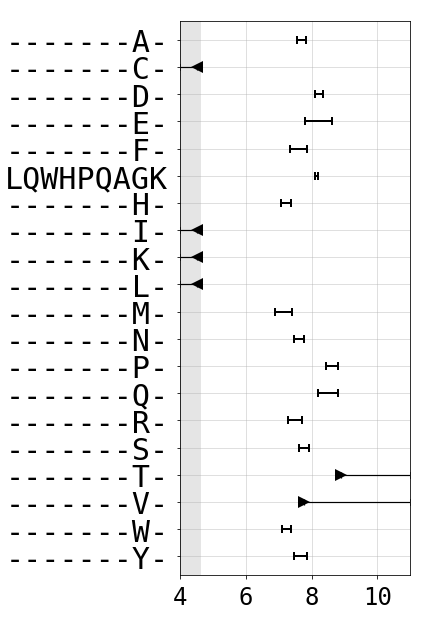 -------A-
-------C-
-------D-
-------E-
-------F-
LQWHPQAGK
-------H-
-------I-
-------K-
-------L-
-------M-
-------N-
-------P-
-------Q-
-------R-
-------S-
-------T-
-------V-
-------W-
-------Y-
4 6 8 10